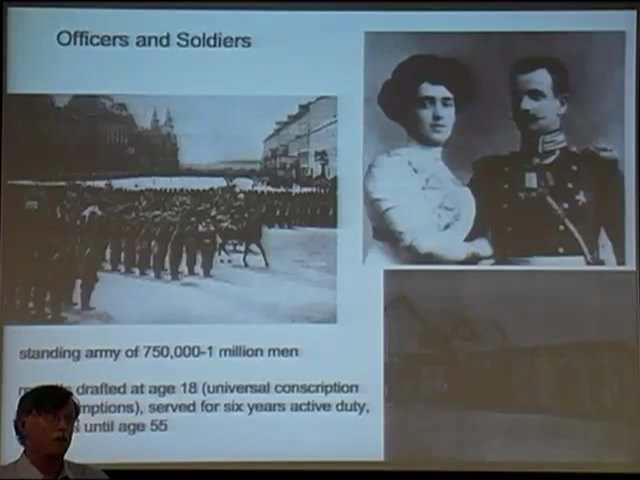 Officers and Soldiers
standing army of 750,000-1 million men
drafted at age 18 (universal conscription
served for six years active duty,
until age 55